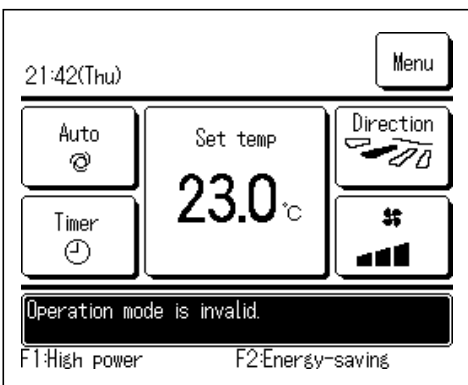 Menu
21:42(Thu)
Auto
Set temp
Direction
23.0℃
Timer
Operation mode is invalid.
F1:High power F2:Energy-saving